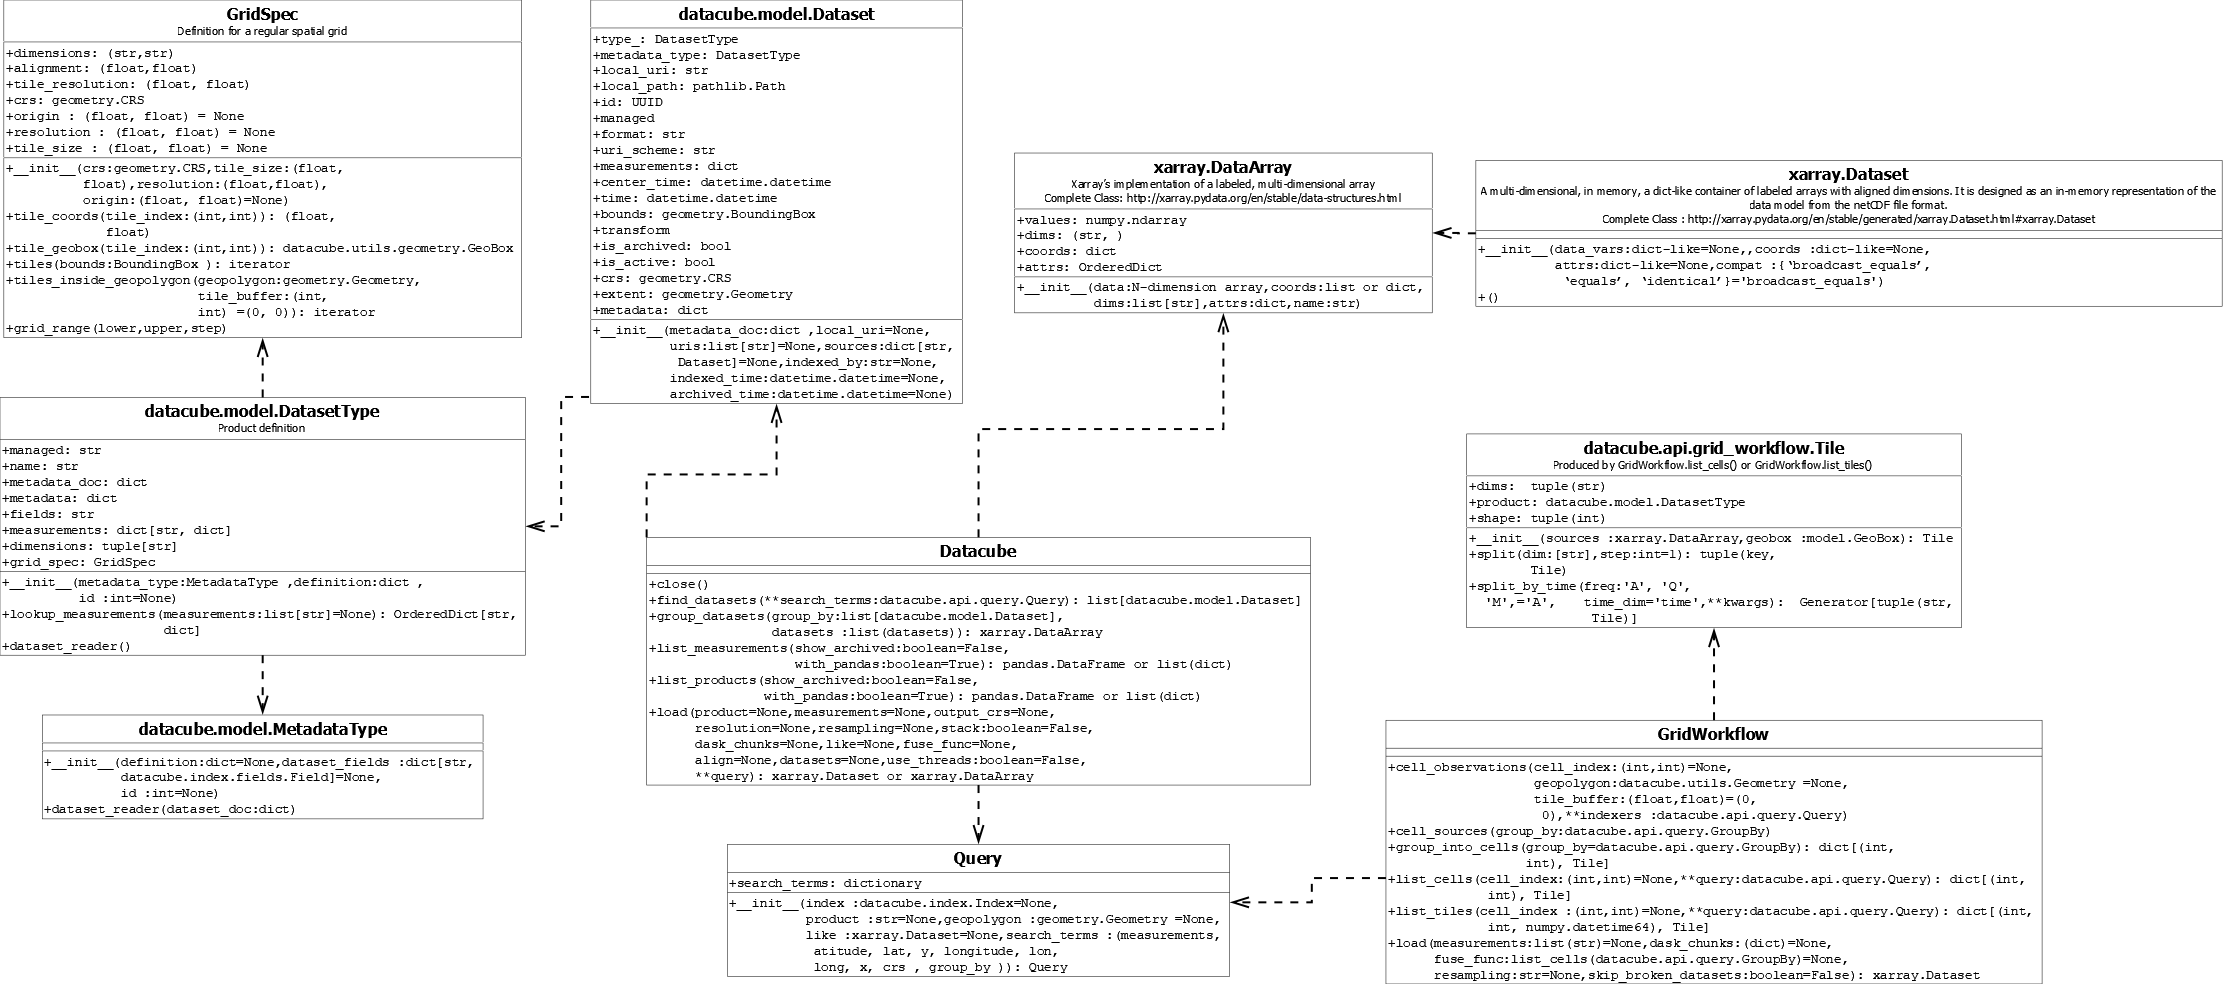 GridSpec
Definition for a regular spatial grid
+dimensions: (str,str)
+alignment: (float,float)
+tile_resolution: (float, float)
+crs: geometry.CRS
+origin : (float, float) = None
+resolution : (float, float) = None
+tile_size : (float, float) = None
+__init__(crs:geometry.CRS,tile_size:(float,
float),resolution:(float,float),
origin:(float, float)=None)
+tile_coords(tile_index:(int,int)): (float,
float)
+tile_geobox(tile_index:(int,int)): datacube.utils.geometry.GeoBox
+tiles(bounds:BoundingBox ): iterator
+tiles_inside_geopolygon(geopolygon:geometry.Geometry,
tile_buffer:(int,
int) =(0, 0)): iterator
+grid_range(lower,upper,step)
datacube.model.Dataset
+type_: DatasetType
+metadata_type: DatasetType
+local_uri: str
+local_path: pathlib.Path
+id: UUID
+managed
+format: str
+uri_scheme: str
+measurements: dict
+center_time: datetime.datetime
+time: datetime.datetime
+bounds: geometry.BoundingBox
+transform
+is_archived: bool
+is_active: bool
+crs: geometry.CRS
+extent: geometry.Geometry
+metadata: dict
+__init__(metadata_doc:dict ,local_uri=None,
uris:list[str]=None,sources:dict[str,
Dataset]=None,indexed_by:str=None,
indexed_time:datetime.datetime=None,
archived_time:datetime.datetime=None)
xarray.DataArray
Xarray's implementation of a labeled, multi-dimensional array
Complete Class: http://xarray.pydata.org/en/stable/data-structures.html
+values: numpy.ndarray
+dims: (str, )
+coords: dict
+attrs: OrderedDict
+__init__(data:N-dimension array,coords:list or dict,
dims:list[str],attrs:dict,name:str)
xarray.Dataset
A multi-dimensional, in memory, a dict-like container of labeled arrays with aligned dimensions. It is designed as an in-memory representation of the
data model from the netCDF file format.
Complete Class : http://xarray.pydata.org/en/stable/generated/xarray.Dataset.html#xarray.Dataset
+__init__(data_vars:dict-like=None,,coords :dict-like=None,
attrs:dict-like=None,compat :{‘broadcast_equals’,
‘equals’, ‘identical’}='broadcast_equals')
+()
datacube.model.DatasetType
Product definition
+managed: str
+name: str
+metadata_doc: dict
+metadata: dict
+fields: str
+measurements: dict[str, dict]
+dimensions: tuple[str]
+grid_spec: GridSpec
+__init__(metadata_type:MetadataType ,definition:dict ,
id :int=None)
+lookup_measurements(measurements:list[str]=None): OrderedDict[str,
dict]
+dataset_reader()
datacube.model.MetadataType
+__init__(definition:dict=None,dataset_fields :dict[str,
datacube.index.fields.Field]=None,
id :int=None)
+dataset_reader(dataset_doc:dict)
Datacube
+close()
+find_datasets(**search_terms:datacube.api.query.Query): list[datacube.model.Dataset]
+group_datasets(group_by:list[datacube.model.Dataset],
datasets :list(datasets)): xarray.DataArray
+list_measurements(show_archived:boolean=False,
with_pandas:boolean=True): pandas.DataFrame or list(dict)
+list_products(show_archived:boolean=False,
with_pandas:boolean=True): pandas.DataFrame or list(dict)
+load(product=None,measurements=None,output_crs=None,
resolution=None,resampling=None,stack:boolean=False,
dask_chunks=None,like=None,fuse_func=None,
align=None,datasets=None,use_threads:boolean=False,
**query): xarray.Dataset or xarray.DataArray
Query
+search_terms: dictionary
+__init__(index :datacube.index.Index=None,
product :str=None,geopolygon :geometry.Geometry =None,
like :xarray.Dataset=None,search_terms :(measurements,
atitude, lat, y, longitude, lon,
long, x, crs , group_by )): Query
datacube.api.grid_workflow.Tile
Produced by GridWorkflow.list_cells() or GridWorkflow.list_tiles()
+dims:  tuple(str)
+product: datacube.model.DatasetType
+shape: tuple(int)
+__init__(sources :xarray.DataArray,geobox :model.GeoBox): Tile
+split(dim:[str],step:int=1): tuple(key,
Tile)
+split_by_time(freq:'A', 'Q',
'M',='A',    time_dim='time',**kwargs):  Generator[tuple(str,
Tile)]
GridWorkflow
+cell_observations(cell_index:(int,int)=None,
geopolygon:datacube.utils.Geometry =None,
tile_buffer:(float,float)=(0,
0),**indexers :datacube.api.query.Query)
+cell_sources(group_by:datacube.api.query.GroupBy)
+group_into_cells(group_by=datacube.api.query.GroupBy): dict[(int,
int), Tile]
+list_cells(cell_index:(int,int)=None,**query:datacube.api.query.Query): dict[(int,
int), Tile]
+list_tiles(cell_index :(int,int)=None,**query:datacube.api.query.Query): dict[(int,
int, numpy.datetime64), Tile]
+load(measurements:list(str)=None,dask_chunks:(dict)=None,
fuse_func:list_cells(datacube.api.query.GroupBy)=None,
resampling:str=None,skip_broken_datasets:boolean=False): xarray.Dataset